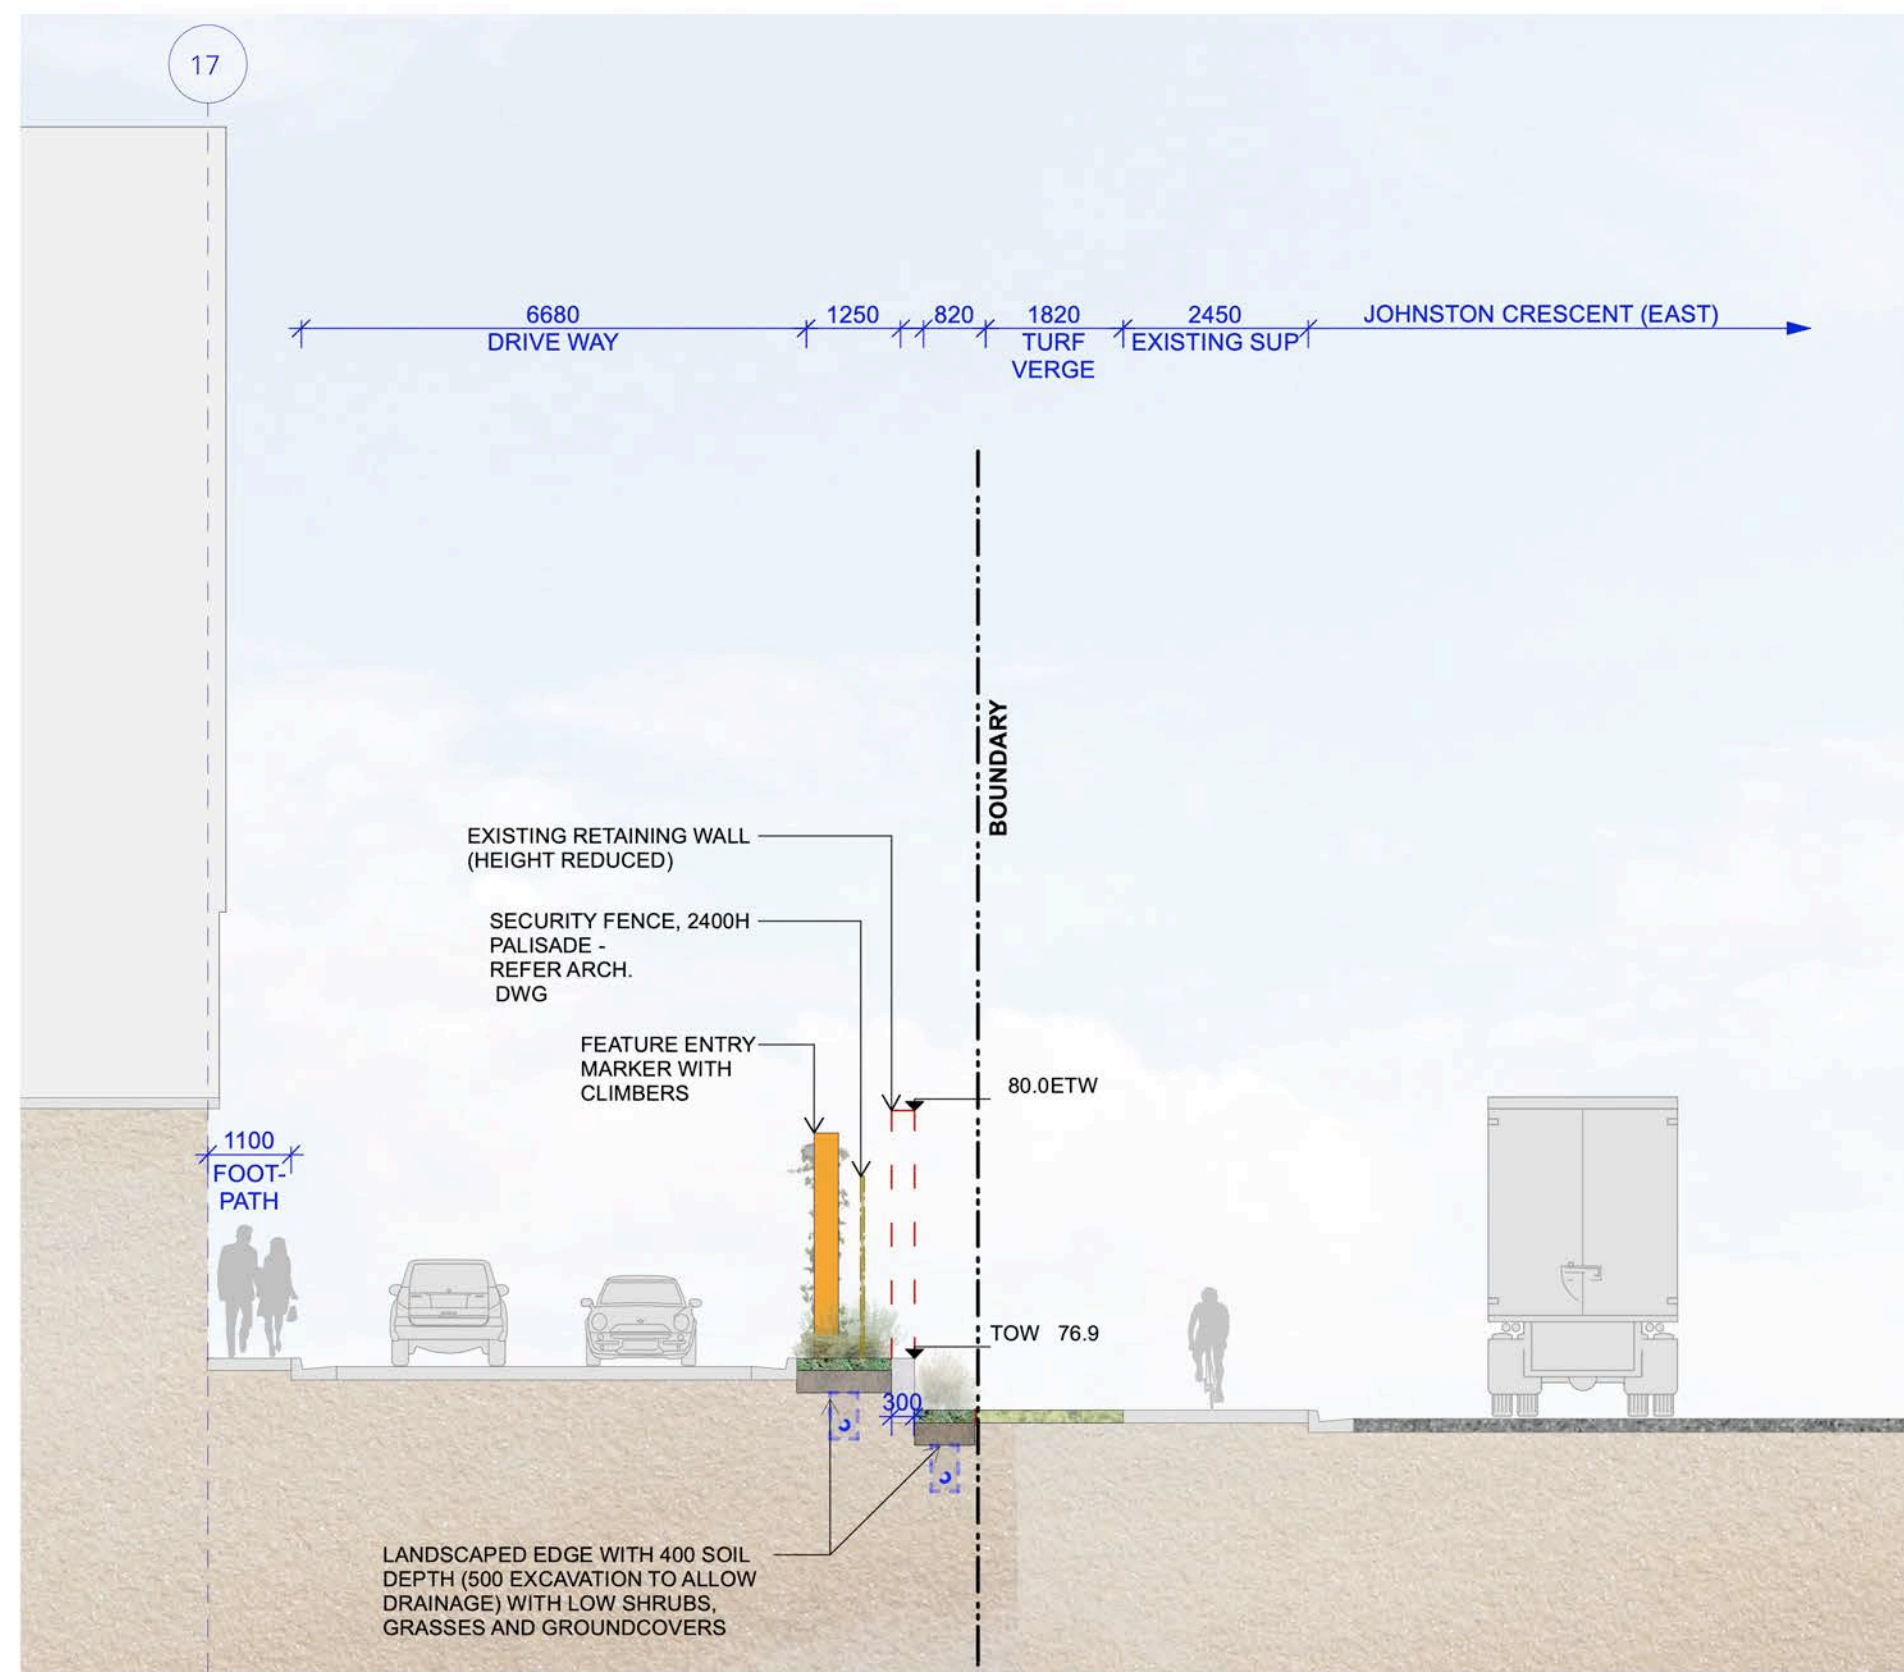 17
6680
DRIVE WAY
1250
820
1820
TURF
VERGE
2450
EXISTING SUP
JOHNSTON CRESCENT (EAST)
BOUNDARY
EXISTING RETAINING WALL
(HEIGHT REDUCED)
SECURITY FENCE, 2400H
PALISADE -
REFER ARCH.
DWG
FEATURE ENTRY
MARKER WITH
CLIMBERS
80.0ETW
1100
FOOT-
PATH
TOW 76.9
300
LANDSCAPED EDGE WITH 400 SOIL
DEPTH (500 EXCAVATION TO ALLOW
DRAINAGE) WITH LOW SHRUBS,
GRASSES AND GROUNDCOVERS